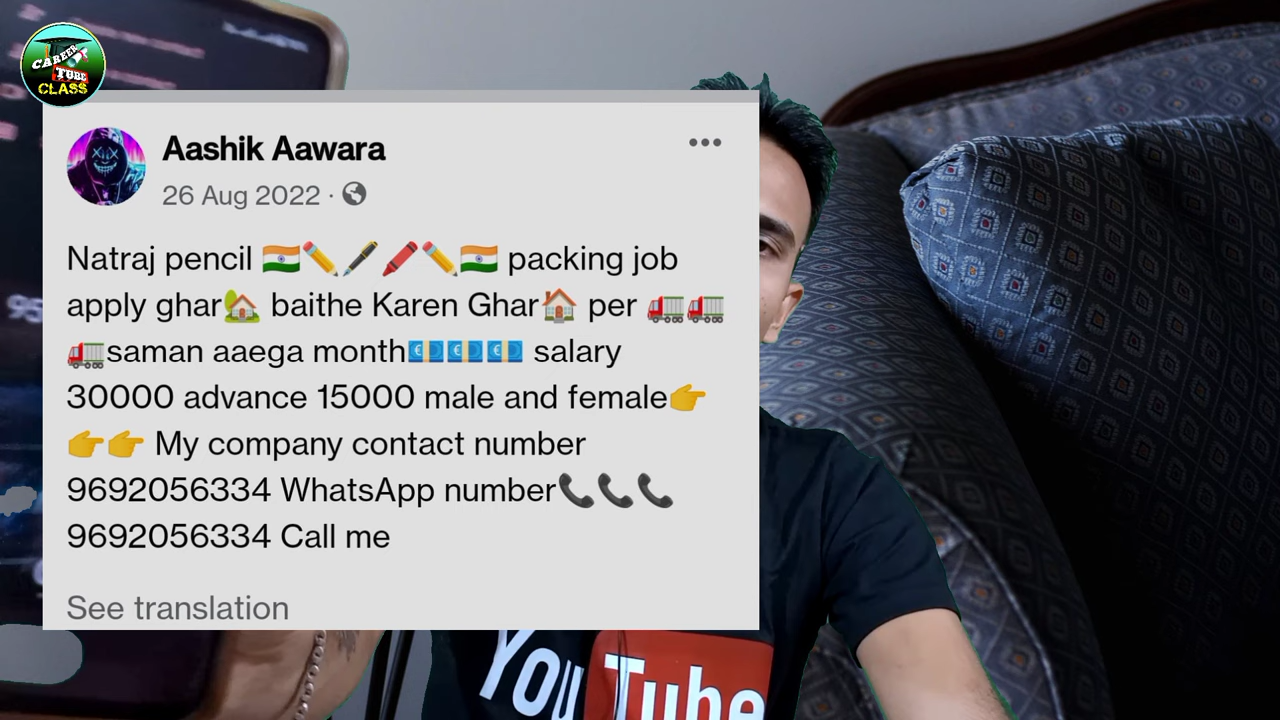 CAREER
TUBE
CLASS
Aashik Aawara
26 Aug 2022 ·
Natraj pencil 🇮🇳✏️🖊️🖍️✏️🇮🇳 packing job
apply ghar🏡 baithe Karen Ghar🏠 per 🚛🚛
🚛saman aaega month💶💶💶 salary
30000 advance 15000 male and female👉
👉👉 My company contact number
9692056334 WhatsApp number📞📞📞
9692056334 Call me
See translation
You Tube